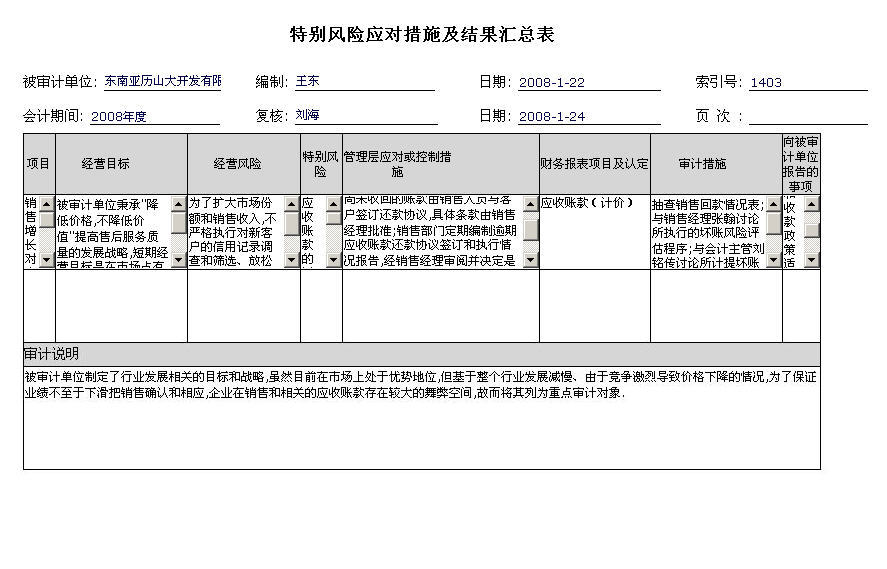 特别风险应对措施及结果汇总表
被审计单位: 东南亚历山大开发有限 编制: 王东 日期: 2008-1-22 索引号: 1403
会计期间: 2008年度 复核: 刘海 日期: 2008-1-24 页 次 :
项目
经营目标
经营风险
特别风
险
管理层应对或控制措
施
财务报表项目及认定
审计措施
向被审
计单位
报告的
事项
销
售
增
长
对
被审计单位秉承"降
低价格,不降低价
值"提高售后服务质
量的发展战略,短期经
营目标是在市场占有
为了扩大市场份
额和销售收入,不
严格执行对新客
户的信用记录调
查和筛选、放松
应
收
账
款
的
尚未收回的账款由销售人员与客
户签订还款协议,具体条款由销售
经理批准;销售部门定期编制逾期
应收账款还款协议签订和执行情
况报告,经销售经理审阅并决定是
应收账款(计价)
抽查销售回款情况表;
与销售经理张翰讨论
所执行的坏账风险评
估程序;与会计主管刘
铭传讨论所计提坏账
收
款
政
策
适
审计说明
被审计单位制定了行业发展相关的目标和战略,虽然目前在市场上处于忧势地位,但基于整个行业发展减慢、由于竞争激烈导致价格下降的情况,为了保证
业绩不至于下滑把销售确认和相应,企业在销售和相关的应收账款存在较大的舞弊空间,故而将其列为重点审计对象.